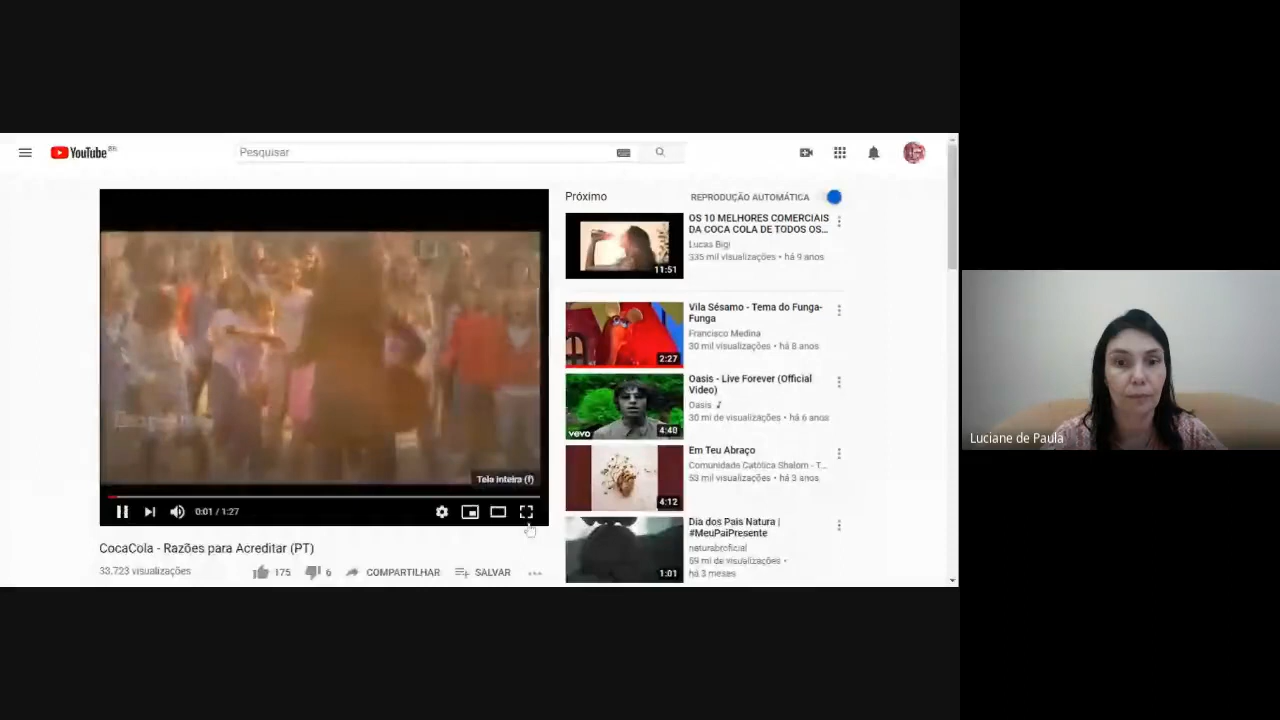 YouTube BR
Pesquisar
Próximo
REPRODUÇÃO AUTOMÁTICA
OS 10 MELHORES COMERCIAIS
DA COCA COLA DE TODOS OS...
Lucas Bigi
335 mil visualizações • há 9 anos
11:51
Vila Sésamo - Tema do Funga-
Funga
Francisco Medina
30 mil visualizações • há 8 anos
2:27
Oasis - Live Forever (Official
Video)
Oasis
30 mi de visualizações • há 6 anos
vevo
4:40
Em Teu Abraço
Comunidade Católica Shalom - T...
53 mil visualizações • há 3 anos
4:12
Dia dos Pais Natura |
#MeuPaiPresente
naturabroficial
69 mi de visualizações •
há 3 meses
1:01
Tela inteira (f)
0:01 / 1:27
CocaCola - Razões para Acreditar (PT)
33.723 visualizações
175
6
COMPARTILHAR
SALVAR
Luciane de Paula